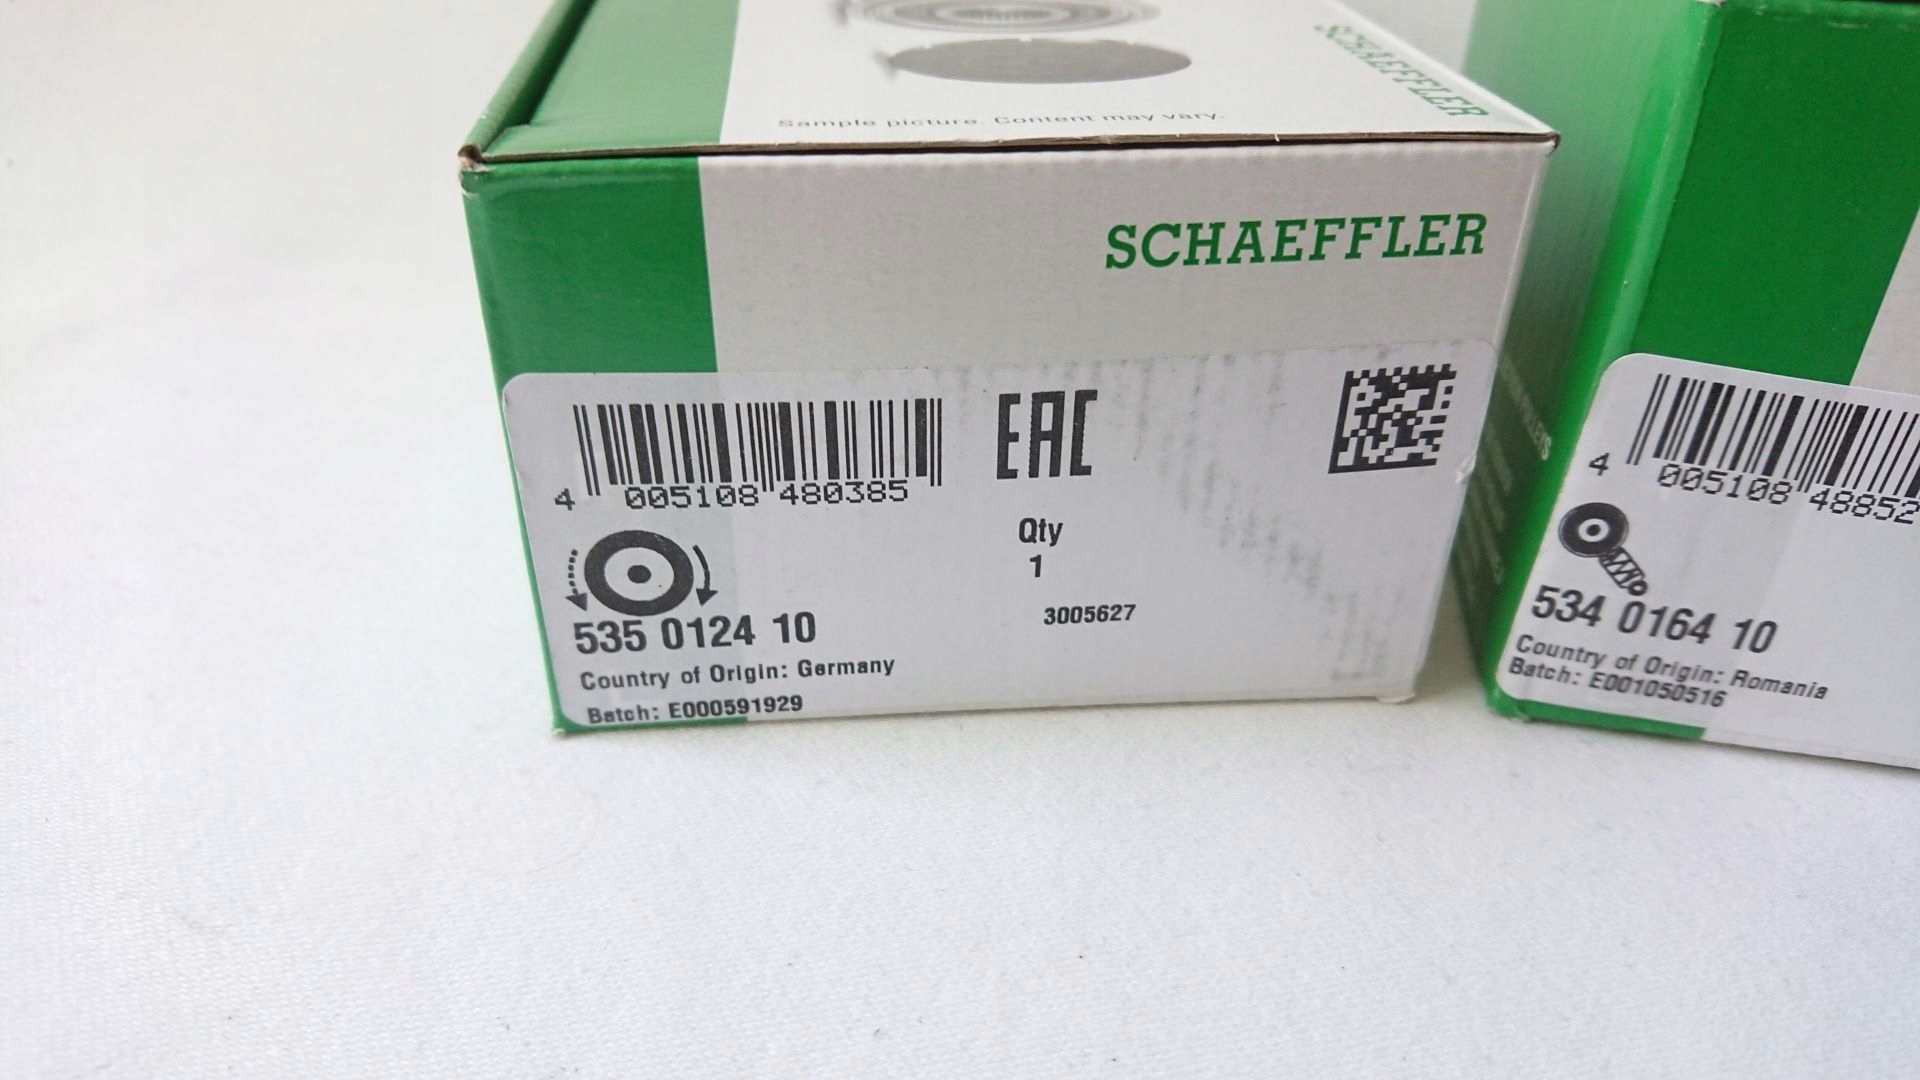 SCHAEFFLER
Sample picture. Content may vary.
SCHAEFFLER
EAC
4 005108 480385
Qty
1
3005627
535 0124 10
Country of Origin: Germany
Batch: E000591929
4 005108 48852
534 0164 10
Country of Origin: Romania
Batch: E001050516